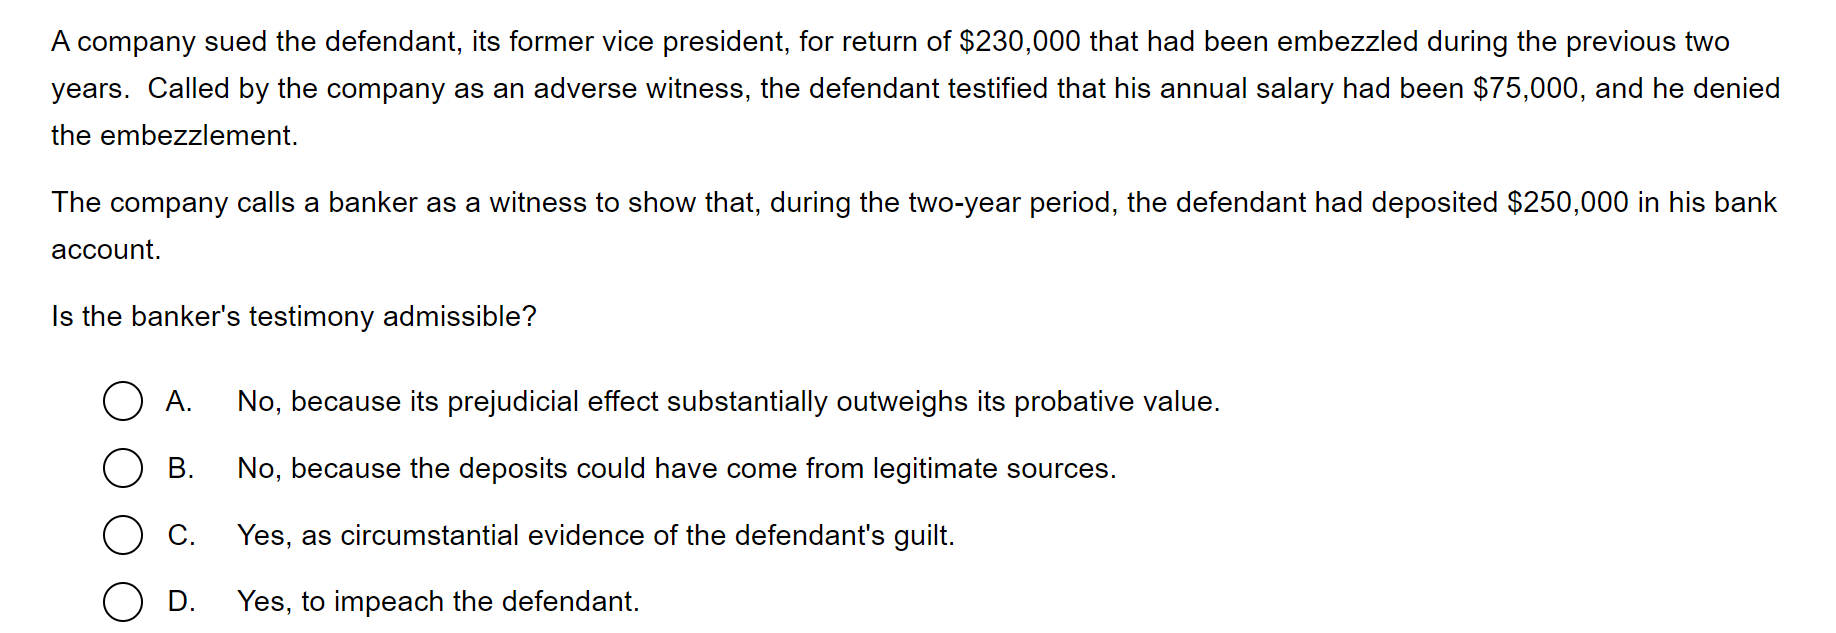 A company sued the defendant, its former vice president, for return of $230,000 that had been embezzled during the previous two
years.  Called by the company as an adverse witness, the defendant testified that his annual salary had been $75,000, and he denied
the embezzlement.
The company calls a banker as a witness to show that, during the two-year period, the defendant had deposited $250,000 in his bank
account.
Is the banker's testimony admissible?
A. No, because its prejudicial effect substantially outweighs its probative value.
B. No, because the deposits could have come from legitimate sources.
C. Yes, as circumstantial evidence of the defendant's guilt.
D. Yes, to impeach the defendant.